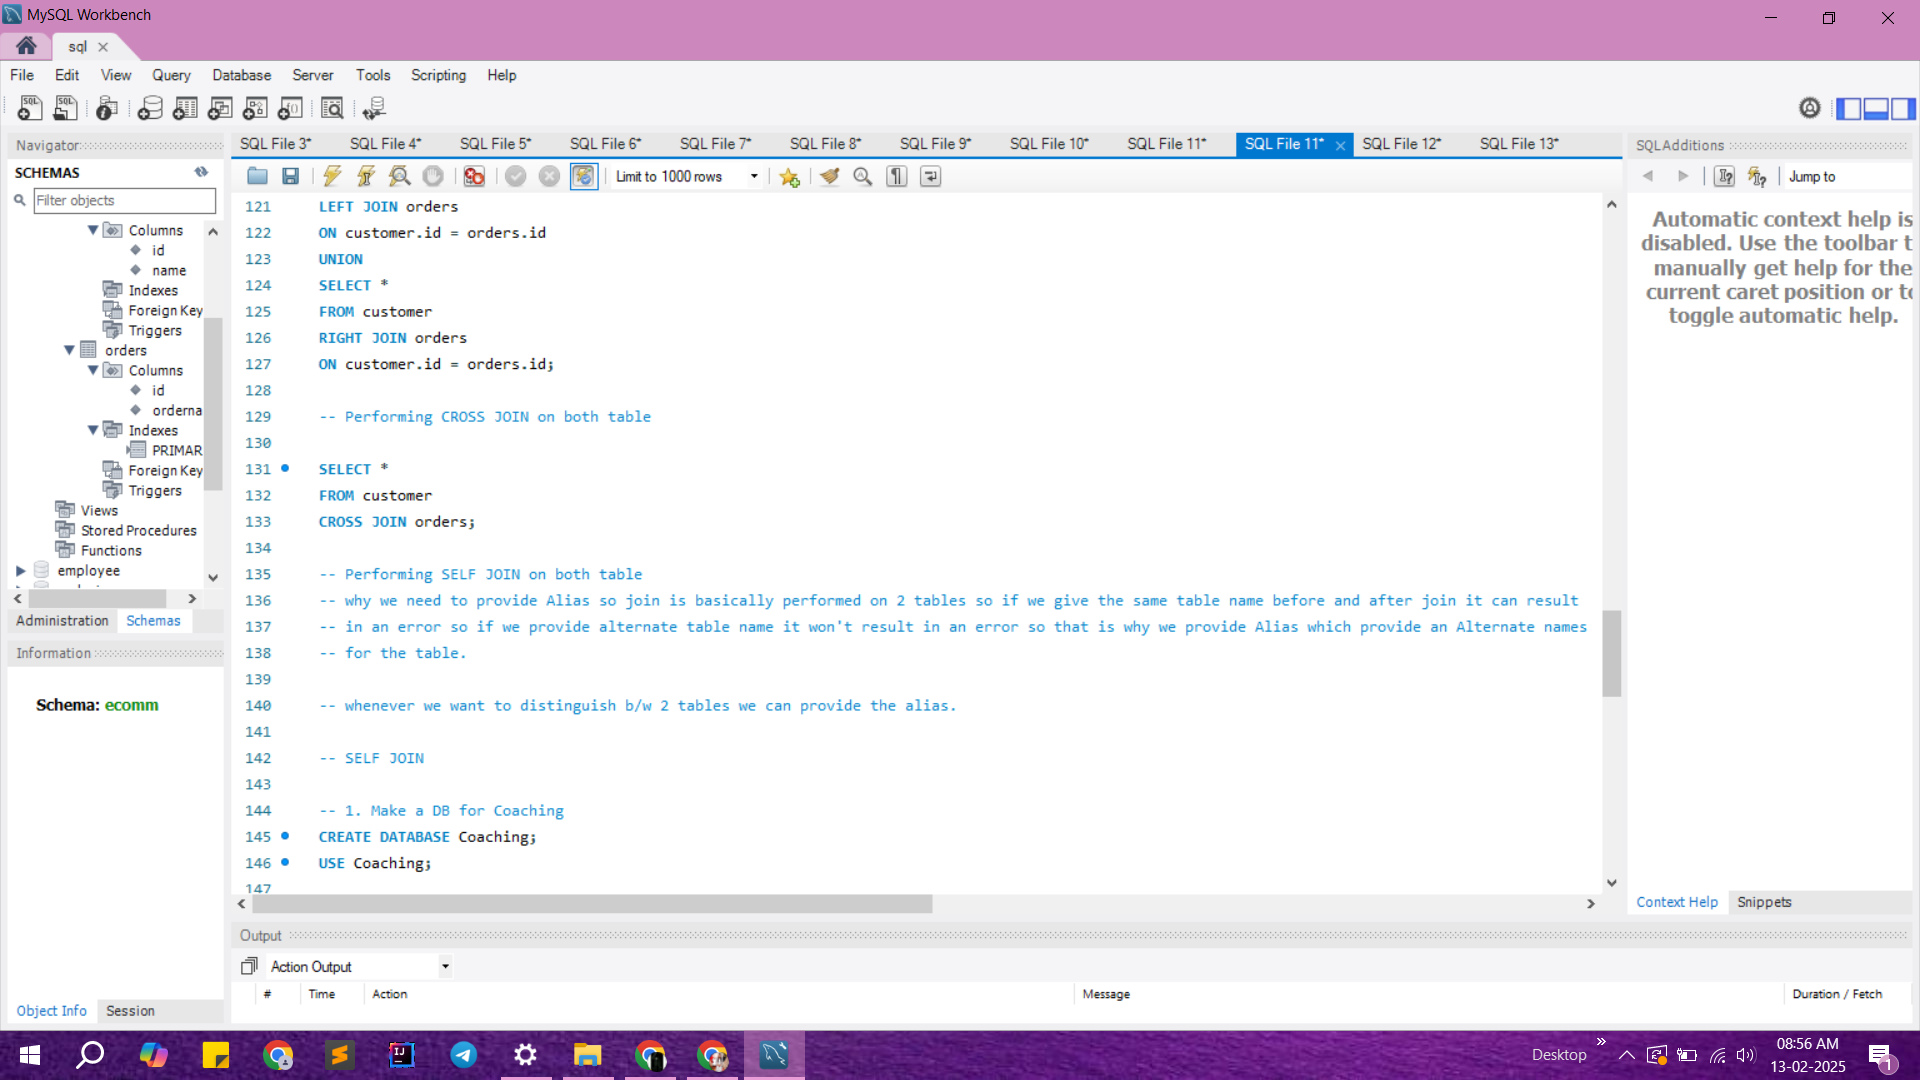 MySQL Workbench
sql
File Edit View Query Database Server Tools Scripting Help
Navigator
SCHEMAS
Filter objects
Columns
id
name
Indexes
Foreign Key
Triggers
orders
Columns
id
orderna
Indexes
PRIMAR
Foreign Key
Triggers
Views
Stored Procedures
Functions
employee
Administration Schemas
Information
Schema: ecomm
Object Info Session
SQL File 3* SQL File 4* SQL File 5* SQL File 6* SQL File 7* SQL File 8* SQL File 9* SQL File 10* SQL File 11* SQL File 11* SQL File 12* SQL File 13*
Limit to 1000 rows
121 LEFT JOIN orders
122 ON customer.id = orders.id
123 UNION
124 SELECT *
125 FROM customer
126 RIGHT JOIN orders
127 ON customer.id = orders.id;
128
129 -- Performing CROSS JOIN on both table
130
131 SELECT *
132 FROM customer
133 CROSS JOIN orders;
134
135 -- Performing SELF JOIN on both table
136 -- why we need to provide Alias so join is basically performed on 2 tables so if we give the same table name before and after join it can result
137 -- in an error so if we provide alternate table name it won't result in an error so that is why we provide Alias which provide an Alternate names
138 -- for the table.
139
140 -- whenever we want to distinguish b/w 2 tables we can provide the alias.
141
142 -- SELF JOIN
143
144 -- 1. Make a DB for Coaching
145 CREATE DATABASE Coaching;
146 USE Coaching;
147
SQLAdditions
Jump to
Automatic context help is
disabled. Use the toolbar t
manually get help for the
current caret position or to
toggle automatic help.
Context Help Snippets
Output
Action Output
# Time Action Message Duration / Fetch
Desktop
08:56 AM
13-02-2025
1